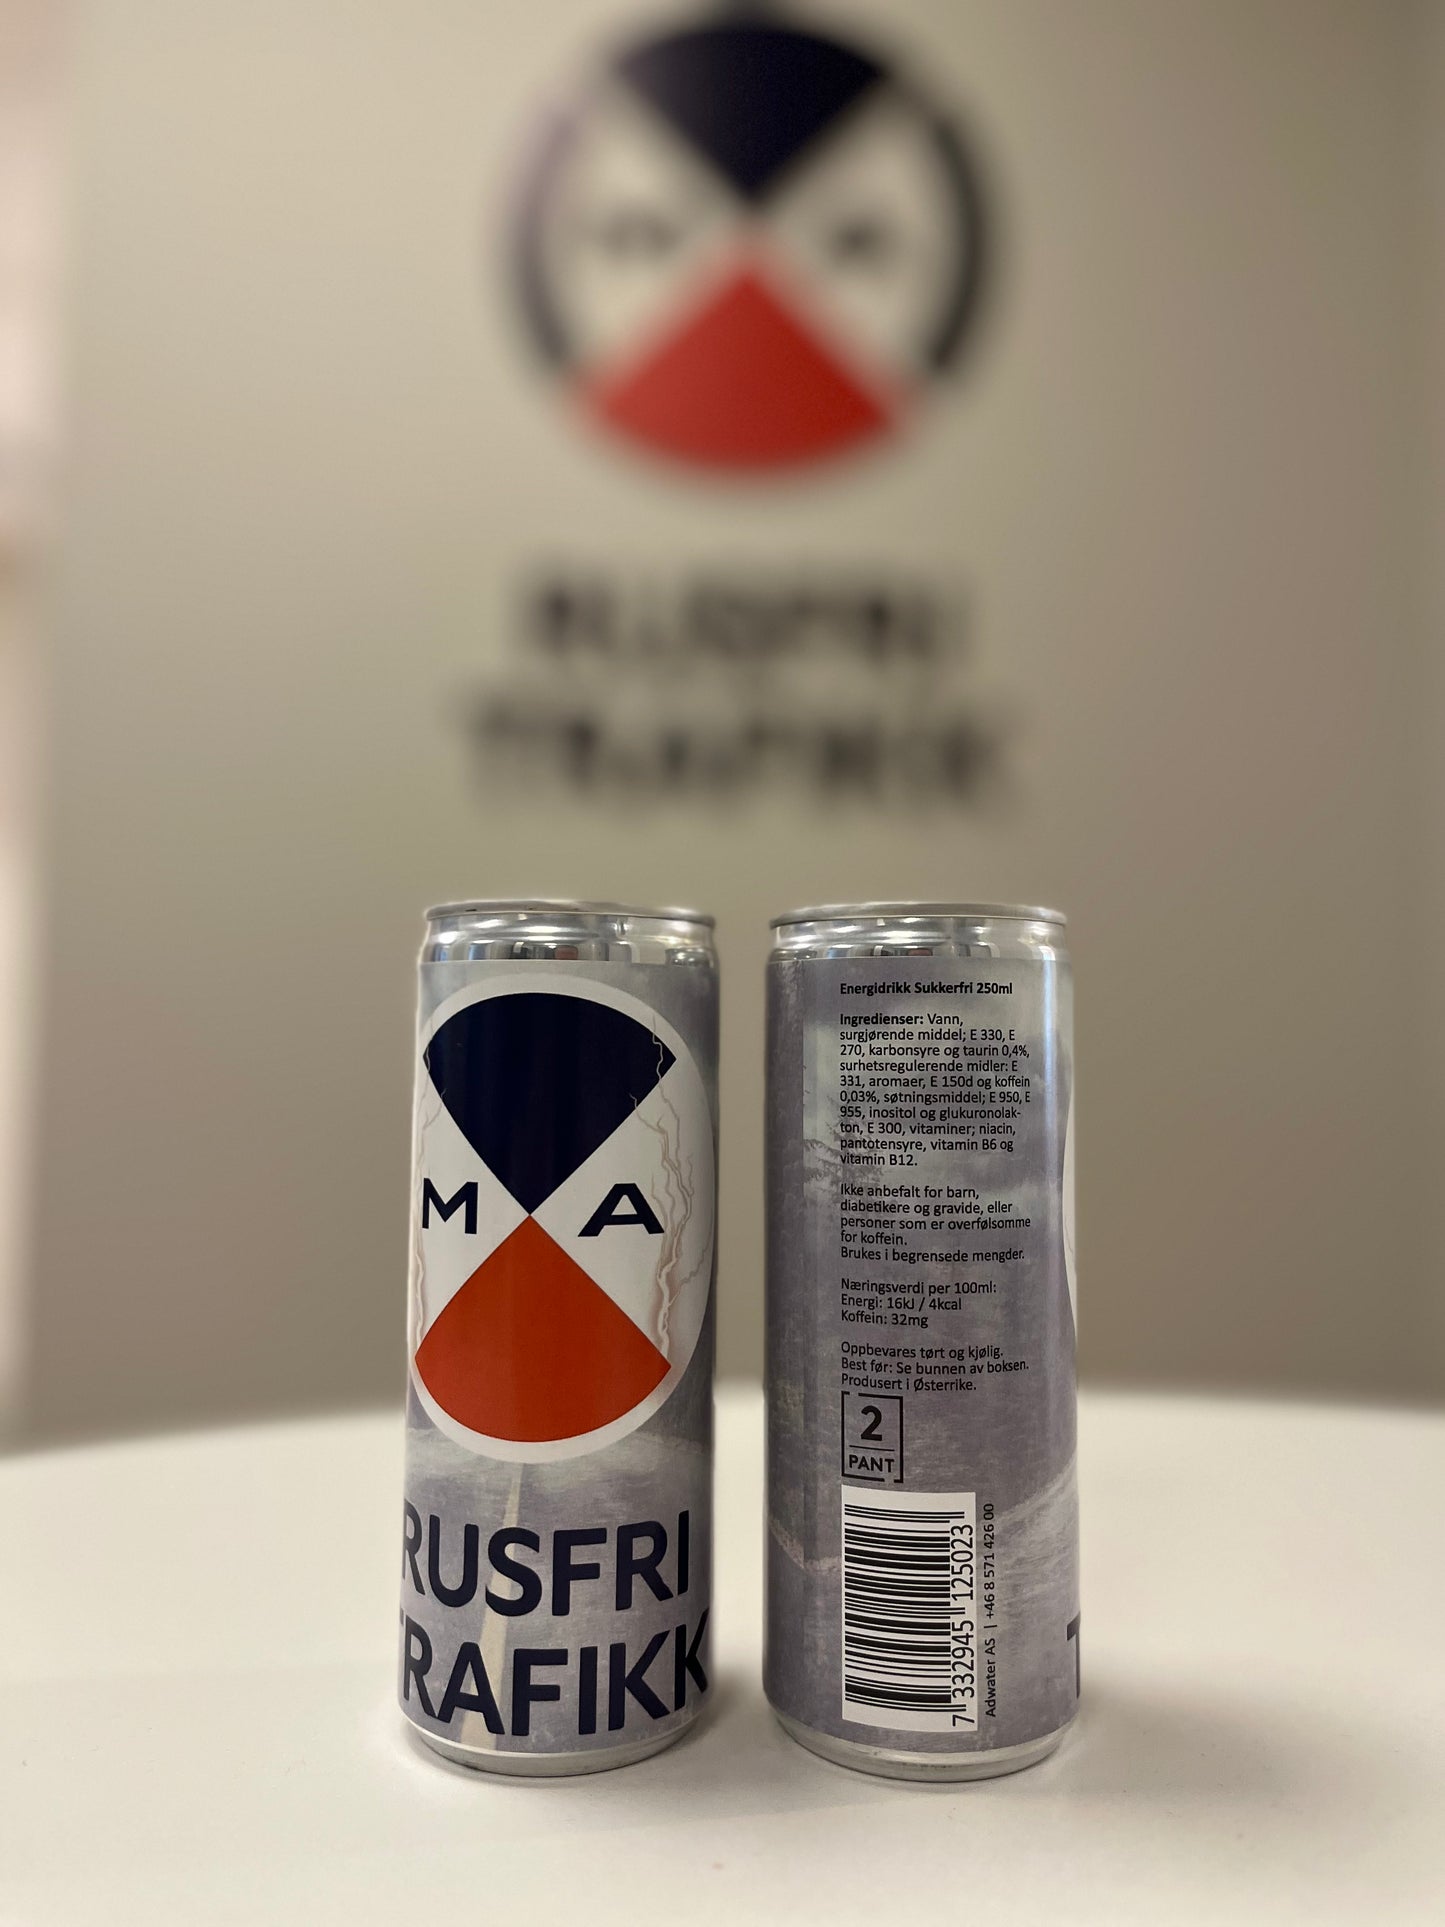 M A
RUSFRI
TRAFIKK
Energidrikk Sukkerfri 250ml
Ingredienser: Vann,
surgjørende middel; E 330, E
270, karbonsyre og taurin 0,4%,
surhetsregulerende midler: E
331, aromaer, E 150d og koffein
0,03%, søtningsmiddel; E 950, E
955, inositol og glukuronolak-
ton, E 300, vitaminer; niacin,
pantotensyre, vitamin B6 og
vitamin B12.
Ikke anbefalt for barn,
diabetikere og gravide, eller
personer som er overfølsomme
for koffein.
Brukes i begrensede mengder.
Næringsverdi per 100ml:
Energi: 16kJ / 4kcal
Koffein: 32mg
Oppbevares tørt og kjølig.
Best før: Se bunnen av boksen.
Produsert i Østerrike.
2
PANT
7 332945 125023
Adwater AS | +46 8 571 426 00